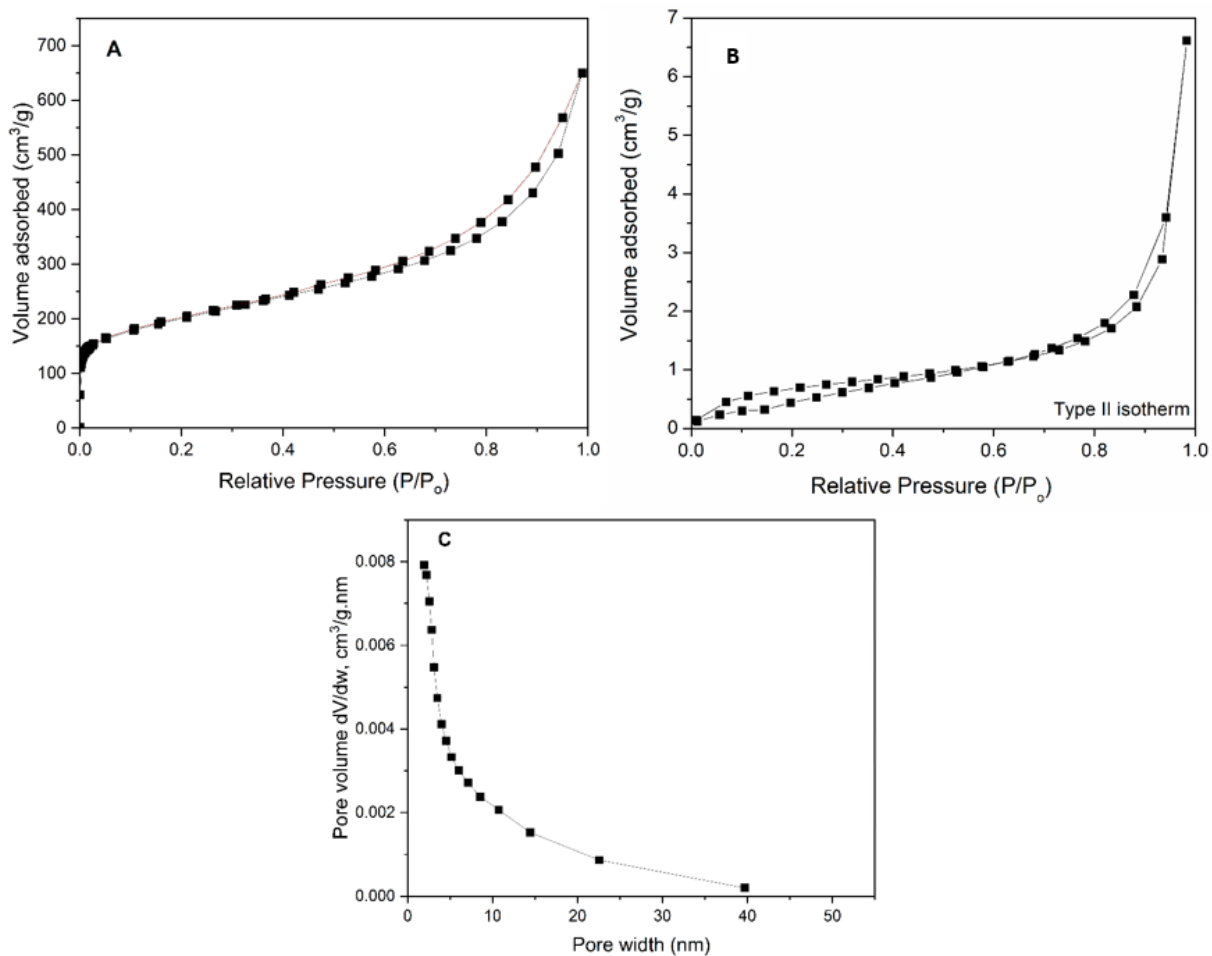 A
Volume adsorbed (cm³/g)
700
600
500
400
300
200
100
0
0.0 0.2 0.4 0.6 0.8 1.0
Relative Pressure (P/Pₒ)
B
Volume adsorbed (cm³/g)
7
6
5
4
3
2
1
0
Type II isotherm
0.0 0.2 0.4 0.6 0.8 1.0
Relative Pressure (P/Pₒ)
C
Pore volume dV/dw, cm³/g.nm
0.008
0.006
0.004
0.002
0.000
0 10 20 30 40 50
Pore width (nm)